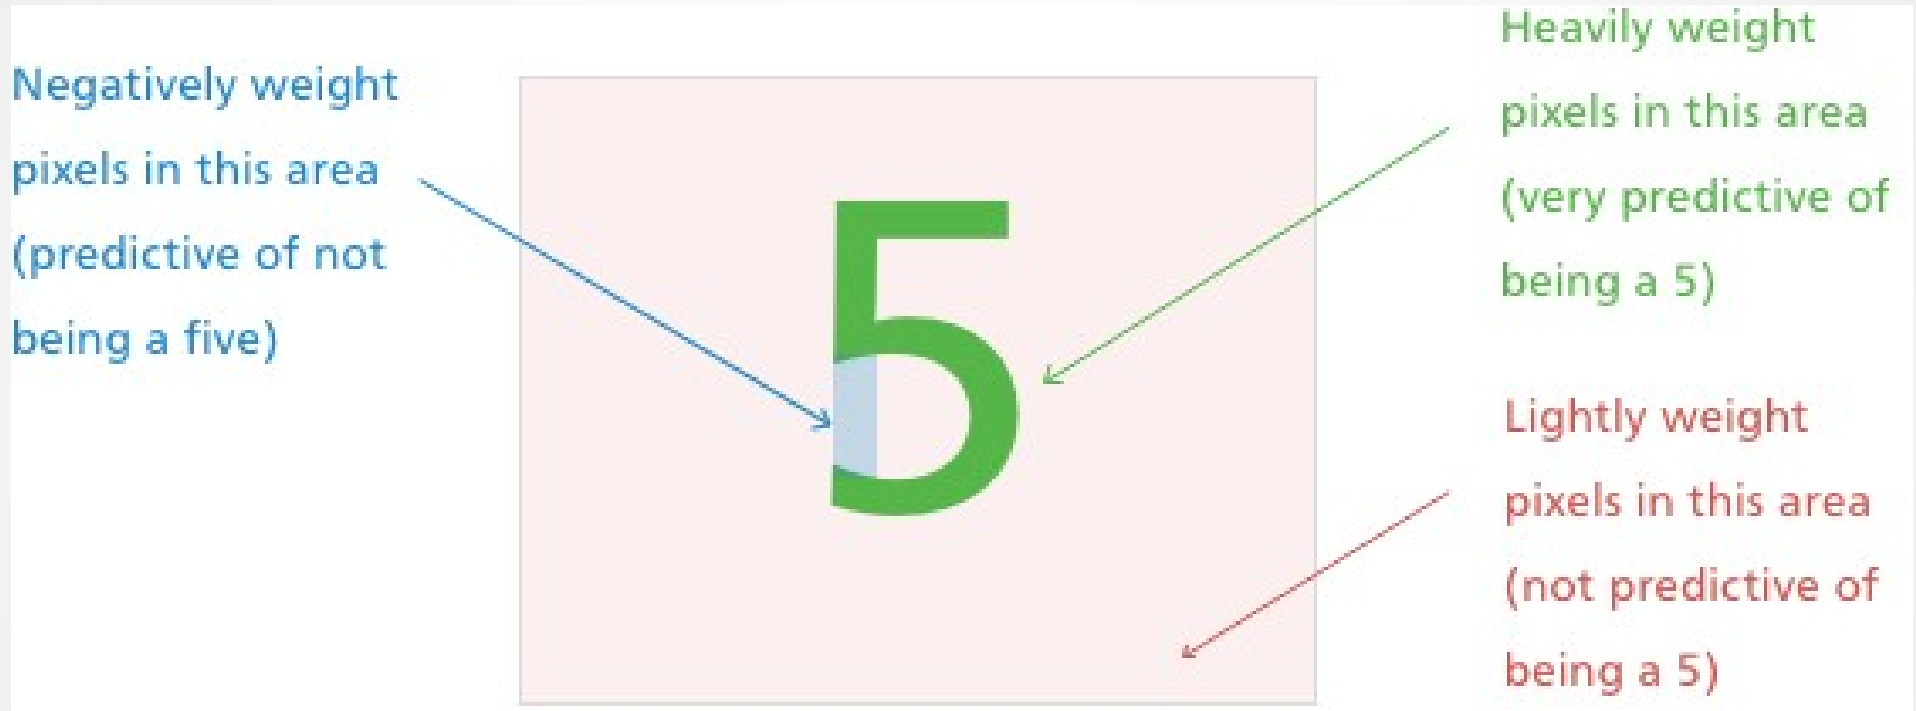 Negatively weight
pixels in this area
(predictive of not
being a five)
5
Heavily weight
pixels in this area
(very predictive of
being a 5)
Lightly weight
pixels in this area
(not predictive of
being a 5)